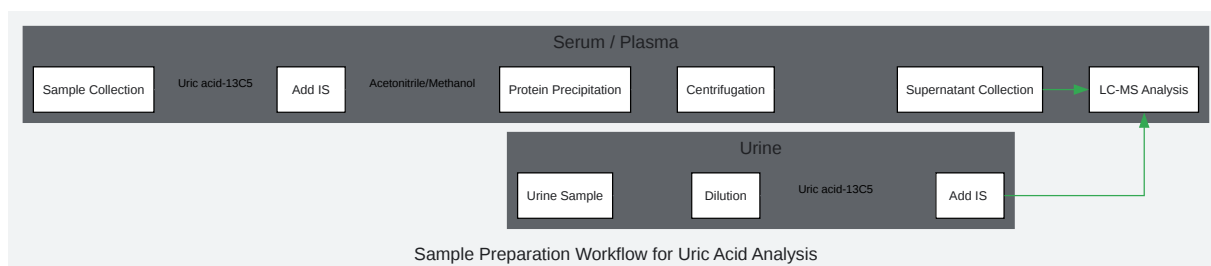 Serum / Plasma
Sample Collection
Uric acid-13C5
Add IS
Acetonitrile/Methanol
Protein Precipitation
Centrifugation
Supernatant Collection
LC-MS Analysis
Urine
Urine Sample
Dilution
Uric acid-13C5
Add IS
Sample Preparation Workflow for Uric Acid Analysis